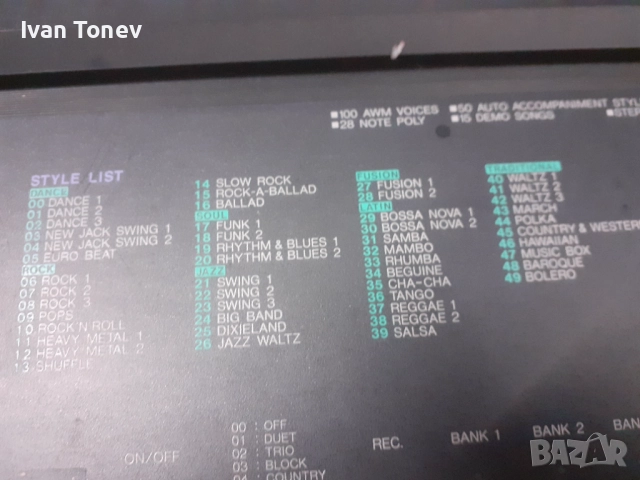 Ivan Tonev
■100 AWM VOICES
■28 NOTE POLY
■50 AUTO ACCOMPANIMENT STYL
■15 DEMO SONGS
■STEP
STYLE LIST
DANCE
00 DANCE 1
01 DANCE 2
02 DANCE 3
03 NEW JACK SWING 1
04 NEW JACK SWING 2
05 EURO BEAT
ROCK
06 ROCK 1
07 ROCK 2
08 ROCK 3
09 POPS
10 ROCK N ROLL
11 HEAVY METAL 1
12 HEAVY METAL 2
13 SHUFFLE
14 SLOW ROCK
15 ROCK-A-BALLAD
16 BALLAD
SOUL
17 FUNK 1
18 FUNK 2
19 RHYTHM & BLUES 1
20 RHYTHM & BLUES 2
JAZZ
21 SWING 1
22 SWING 2
23 SWING 3
24 BIG BAND
25 DIXIELAND
26 JAZZ WALTZ
FUSION
27 FUSION 1
28 FUSION 2
LATIN
29 BOSSA NOVA 1
30 BOSSA NOVA 2
31 SAMBA
32 MAMBO
33 RHUMBA
34 BEGUINE
35 CHA-CHA
36 TANGO
37 REGGAE 1
38 REGGAE 2
39 SALSA
TRADITIONAL
40 WALTZ 1
41 WALTZ 2
42 WALTZ 3
43 MARCH
44 POLKA
45 COUNTRY & WESTERN
46 HAWAIIAN
47 MUSIC BOX
48 BAROQUE
49 BOLERO
ON/OFF
00 : OFF
01 : DUET
02 : TRIO
03 : BLOCK
04 : COUNTRY
REC.
BANK 1
BANK 2
BAN
BAZAR